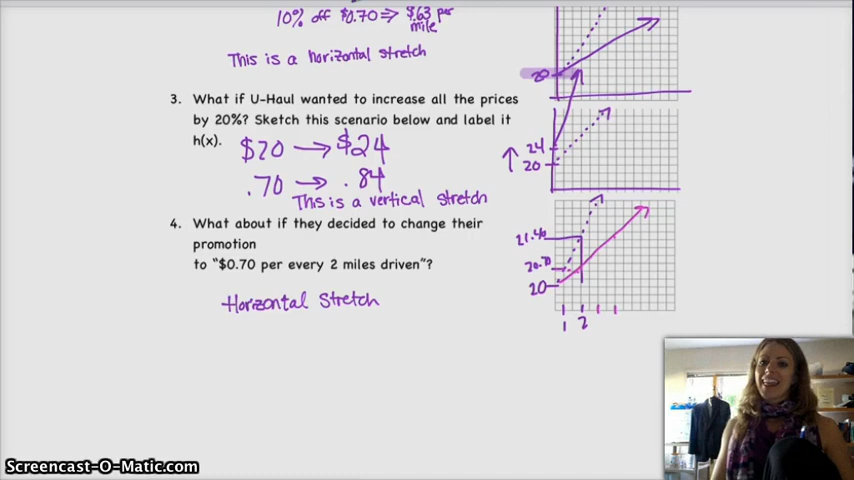 10% off $0.70 ⇒ $.63 per
mile
This is a horizontal stretch
20
3. What if U-Haul wanted to increase all the prices
by 20%? Sketch this scenario below and label it
h(x).
$20 → $24
.70 → .84
This is a vertical stretch
↑ 24
20
4. What about if they decided to change their
promotion
to “$0.70 per every 2 miles driven”?
Horizontal Stretch
21.40
20.70
20
1 2
Screencast-O-Matic.com